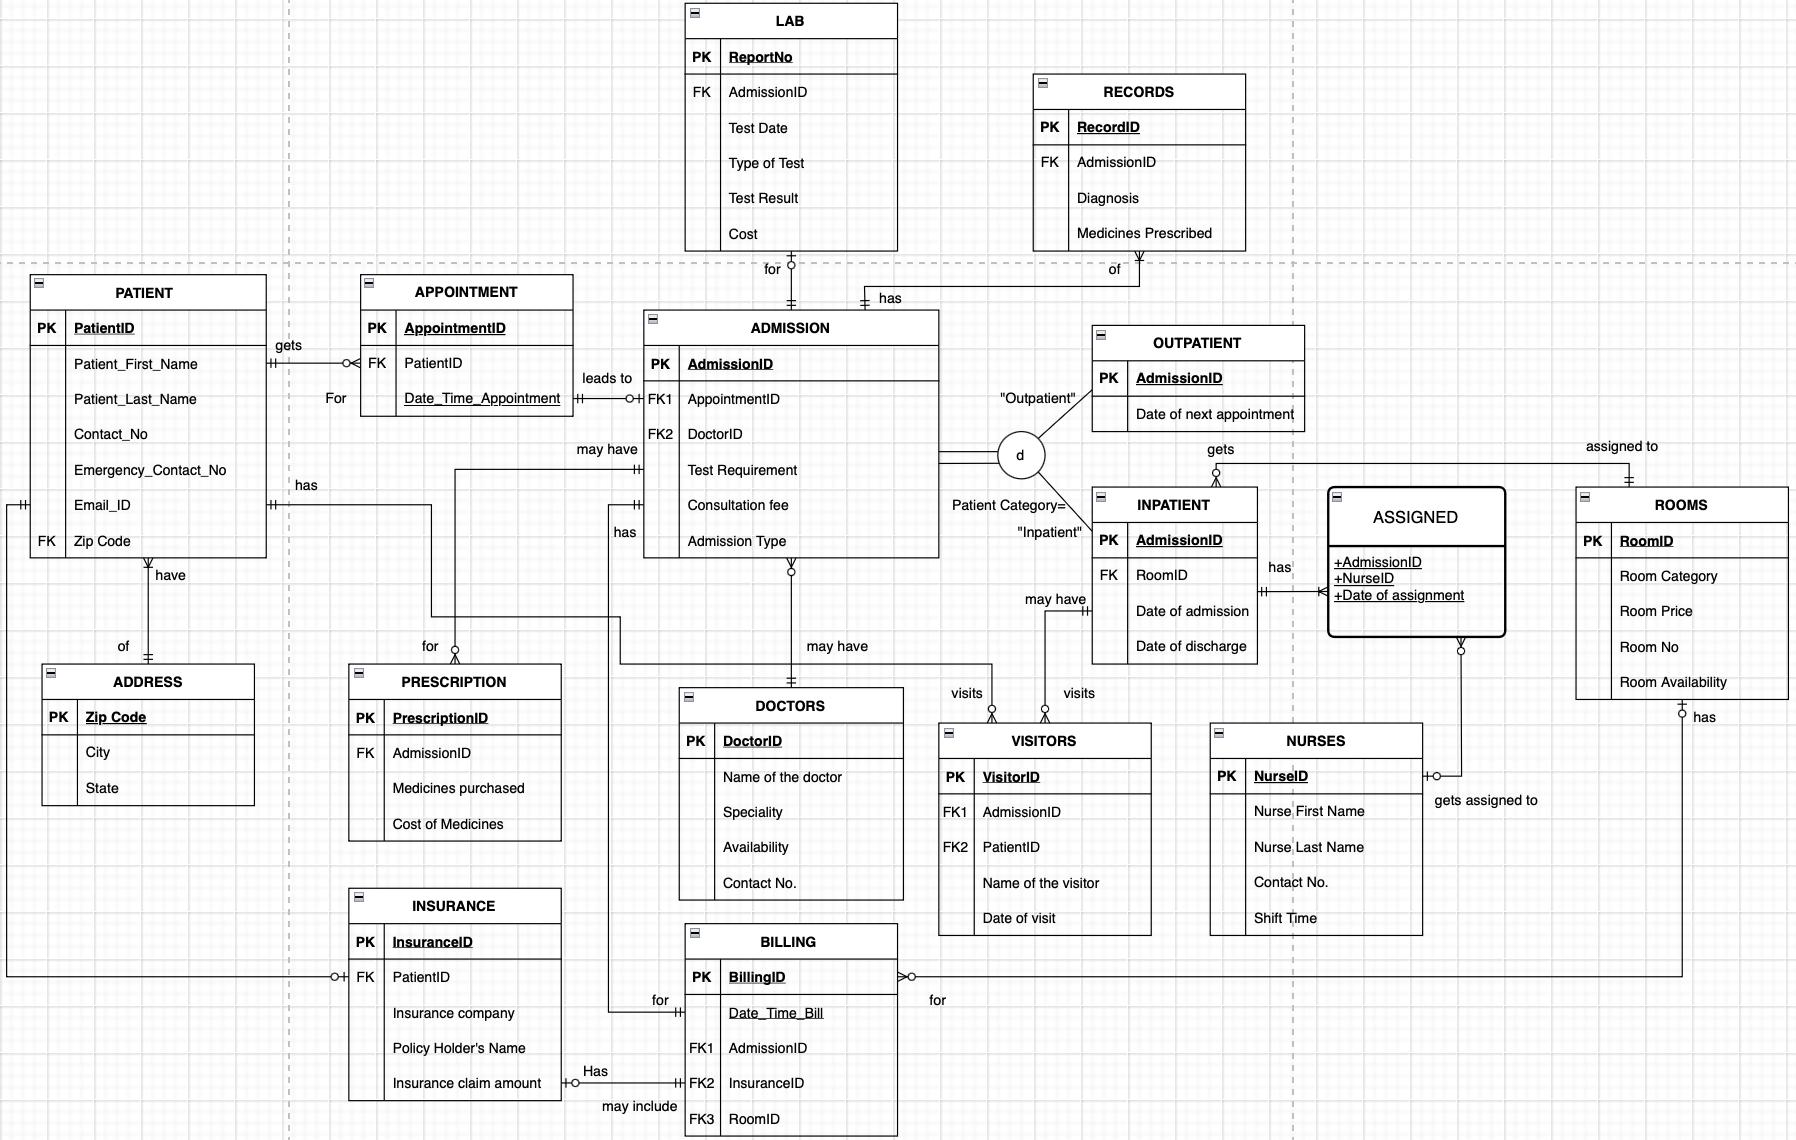 LAB
PK ReportNo
FK AdmissionID
Test Date
Type of Test
Test Result
Cost
for
RECORDS
PK RecordID
FK AdmissionID
Diagnosis
Medicines Prescribed
of
has
PATIENT
PK PatientID
Patient_First_Name
Patient_Last_Name
Contact_No
Emergency_Contact_No
Email_ID
FK Zip Code
gets
For
has
have
of
APPOINTMENT
PK AppointmentID
FK PatientID
Date_Time_Appointment
leads to
may have
has
ADMISSION
PK AdmissionID
FK1 AppointmentID
FK2 DoctorID
Test Requirement
Consultation fee
Admission Type
d
"Outpatient"
Patient Category=
"Inpatient"
OUTPATIENT
PK AdmissionID
Date of next appointment
gets
assigned to
INPATIENT
PK AdmissionID
FK RoomID
Date of admission
Date of discharge
has
may have
ASSIGNED
+AdmissionID
+NurseID
+Date of assignment
ROOMS
PK RoomID
Room Category
Room Price
Room No
Room Availability
has
ADDRESS
PK Zip Code
City
State
for
PRESCRIPTION
PK PrescriptionID
FK AdmissionID
Medicines purchased
Cost of Medicines
may have
DOCTORS
PK DoctorID
Name of the doctor
Speciality
Availability
Contact No.
visits
visits
VISITORS
PK VisitorID
FK1 AdmissionID
FK2 PatientID
Name of the visitor
Date of visit
NURSES
PK NurseID
Nurse First Name
Nurse Last Name
Contact No.
Shift Time
gets assigned to
INSURANCE
PK InsuranceID
FK PatientID
Insurance company
Policy Holder's Name
Insurance claim amount
for
Has
may include
BILLING
PK BillingID
Date_Time_Bill
FK1 AdmissionID
FK2 InsuranceID
FK3 RoomID
for